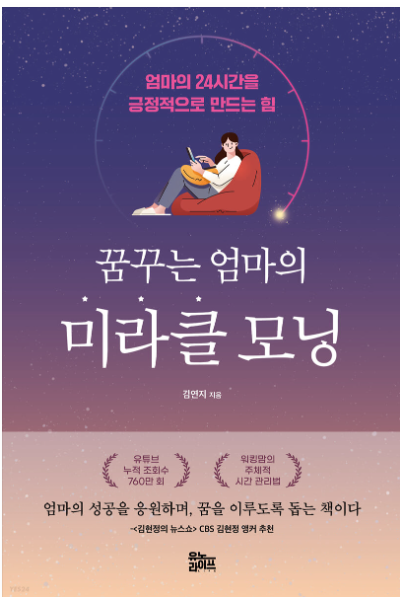 엄마의 24시간을
긍정적으로 만드는 힘
꿈꾸는 엄마의
미라클 모닝
김연지 지음
유튜브
누적 조회수
760만 회
워킹맘의
주체적
시간 관리법
엄마의 성공을 응원하며, 꿈을 이루도록 돕는 책이다
-<김현정의 뉴스쇼> CBS 김현정 앵커 추천
유노
라이프
YES24